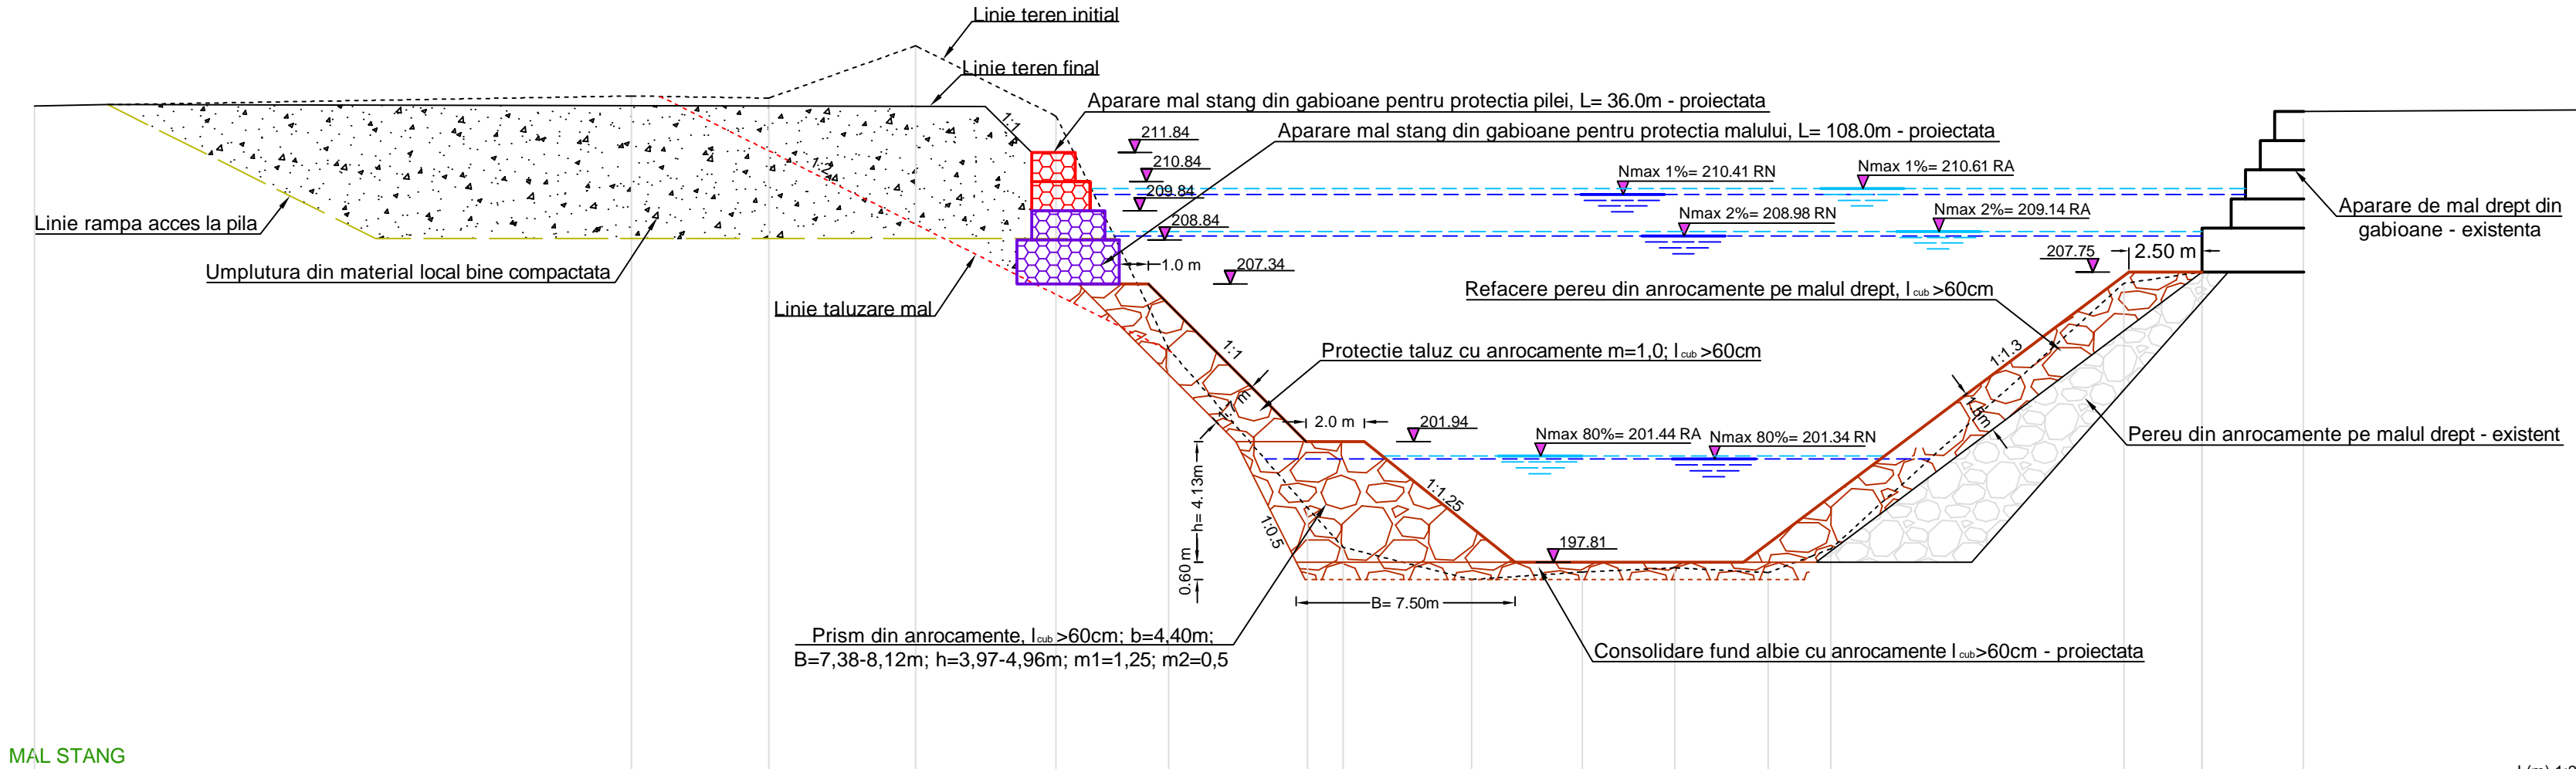 Linie teren initial
Linie teren final
Aparare mal stang din gabioane pentru protectia pilei, L= 36.0m - proiectata
Aparare mal stang din gabioane pentru protectia malului, L= 108.0m - proiectata
1:1
211.84
210.84
209.84
208.84
1:2
Nmax 1%= 210.41 RN
Nmax 1%= 210.61 RA
Nmax 2%= 208.98 RN
Nmax 2%= 209.14 RA
Linie rampa acces la pila
Aparare de mal drept din
gabioane - existenta
Umplutura din material local bine compactata
1.0 m
207.34
207.75
2.50 m
Linie taluzare mal
Refacere pereu din anrocamente pe malul drept, l cub >60cm
1:1
Protectie taluz cu anrocamente m=1,0; l cub >60cm
1:1.3
1.7 m
1.5m
2.0 m
201.94
Nmax 80%= 201.44 RA
Nmax 80%= 201.34 RN
Pereu din anrocamente pe malul drept - existent
h= 4.13m
1:1.25
1:0.5
197.81
0.60 m
B= 7.50m
Prism din anrocamente, l cub >60cm; b=4,40m;
B=7,38-8,12m; h=3,97-4,96m; m1=1,25; m2=0,5
Consolidare fund albie cu anrocamente l cub>60cm - proiectata
MAL STANG